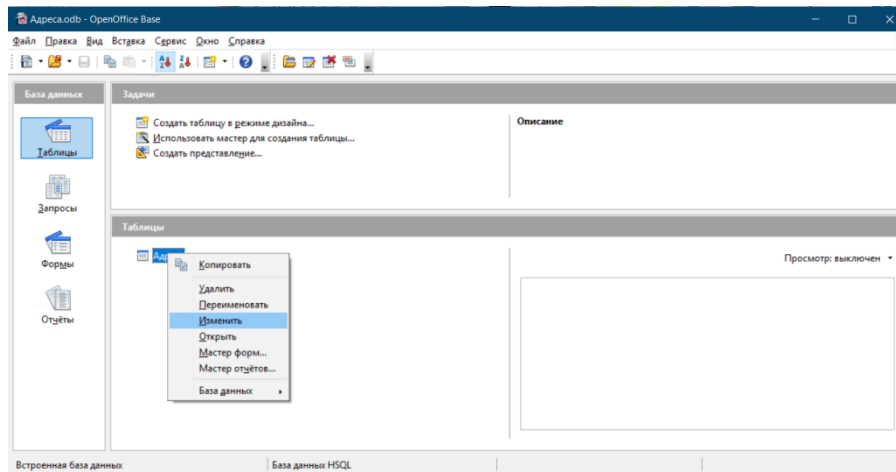 Адреса.odb - OpenOffice Base
Файл Правка Вид Вставка Сервис Окно Справка
База данных
Задачи
Таблицы
Запросы
Формы
Отчёты
Создать таблицу в режиме дизайна...
Использовать мастер для создания таблицы...
Создать представление...
Описание
Таблицы
Копировать
Удалить
Переименовать
Изменить
Открыть
Мастер форм...
Мастер отчётов...
База данных
Просмотр: выключен
Встроенная база данных
База данных HSQL